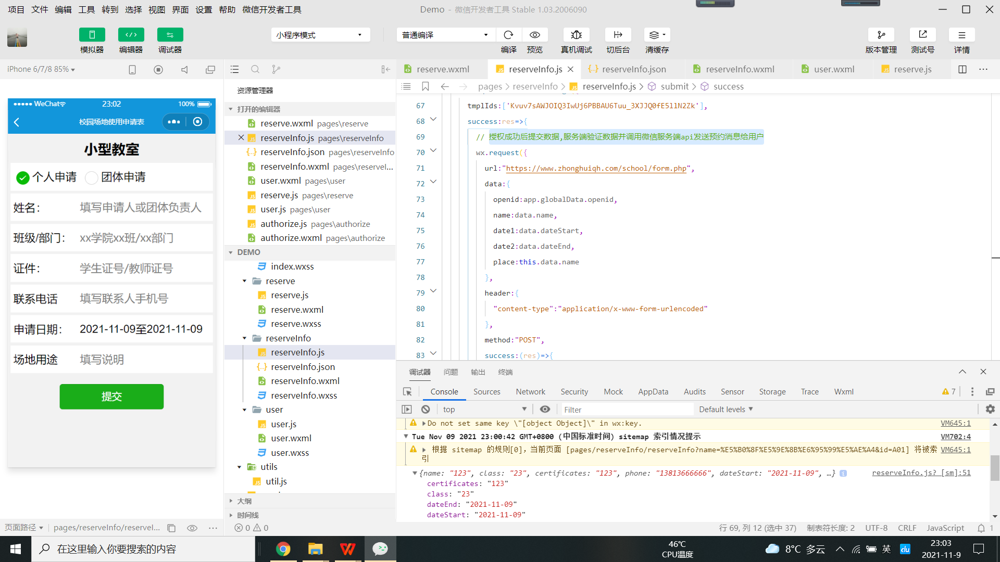 项目 文件 编辑 工具 转到 选择 视图 界面 设置 帮助 微信开发者工具
Demo - 微信开发者工具 Stable 1.03.2006090
模拟器 编辑器 调试器
小程序模式
普通编译
编译 预览 真机调试 切后台 清缓存
版本管理 测试号 详情
iPhone 6/7/8 85%
WeChat 23:02 100%
校园场地使用申请表
小型教室
个人申请 团体申请
姓名： 填写申请人或团体负责人
班级/部门： xx学院xx班/xx部门
证件： 学生证号/教师证号
联系电话 填写联系人手机号
申请日期： 2021-11-09至2021-11-09
场地用途 填写说明
提交
页面路径 pages/reserveInfo/reserveI...
资源管理器
打开的编辑器
reserve.wxml pages\reserve
reserveInfo.js pages\reserveInfo
reserveInfo.json pages\reserveInfo
reserveInfo.wxml pages\reservel...
user.wxml pages\user
reserve.js pages\reserve
user.js pages\user
authorize.js pages\authorize
authorize.wxml pages\authorize
DEMO
index.wxss
reserve
reserve.js
reserve.wxml
reserve.wxss
reserveInfo
reserveInfo.js
reserveInfo.json
reserveInfo.wxml
reserveInfo.wxss
user
user.js
user.wxml
user.wxss
utils
util.js
大纲
时间线
0 0
reserve.wxml reserveInfo.js reserveInfo.json reserveInfo.wxml user.wxml reserve.js
pages > reserveInfo > reserveInfo.js > submit > success
67 tmplIds:['Kvuv7sAWJOIQ3IwUj6PBBAU6Tuu_3XJJQ0fE5llN2Zk'],
68 success:res=>{
69 // 授权成功后提交数据,服务端验证数据并调用微信服务端api发送预约消息给用户
70 wx.request({
71 url:"https://www.zhonghuiqh.com/school/form.php",
72 data:{
73 openid:app.globalData.openid,
74 name:data.name,
75 date1:data.dateStart,
76 date2:data.dateEnd,
77 place:this.data.name
78 },
79 header:{
80 "content-type":"application/x-www-form-urlencoded"
81 },
82 method:"POST",
83 success:(res)=>{
调试器 问题 输出 终端
Console Sources Network Security Mock AppData Audits Sensor Storage Trace Wxml 7
top Filter Default levels
Do not set same key \"[object Object]\" in wx:key. VM645:1
Tue Nov 09 2021 23:00:42 GMT+0800 (中国标准时间) sitemap 索引情况提示 VM702:4
根据 sitemap 的规则[0]，当前页面 [pages/reserveInfo/reserveInfo?name=%E5%B0%8F%E5%9E%8B%E6%95%99%E5%AE%A4&id=A01] 将被索 VM645:1
引
{name: "123", class: "23", certificates: "123", phone: "13813666666", dateStart: "2021-11-09", …} reserveInfo.js? [sm]:51
certificates: "123"
class: "23"
dateEnd: "2021-11-09"
dateStart: "2021-11-09"
行 69, 列 12 (选中 37) 制表符长度: 2 UTF-8 CRLF JavaScript 1
在这里输入你要搜索的内容
46℃
CPU温度
8°C 多云
英
du
23:03
2021-11-9